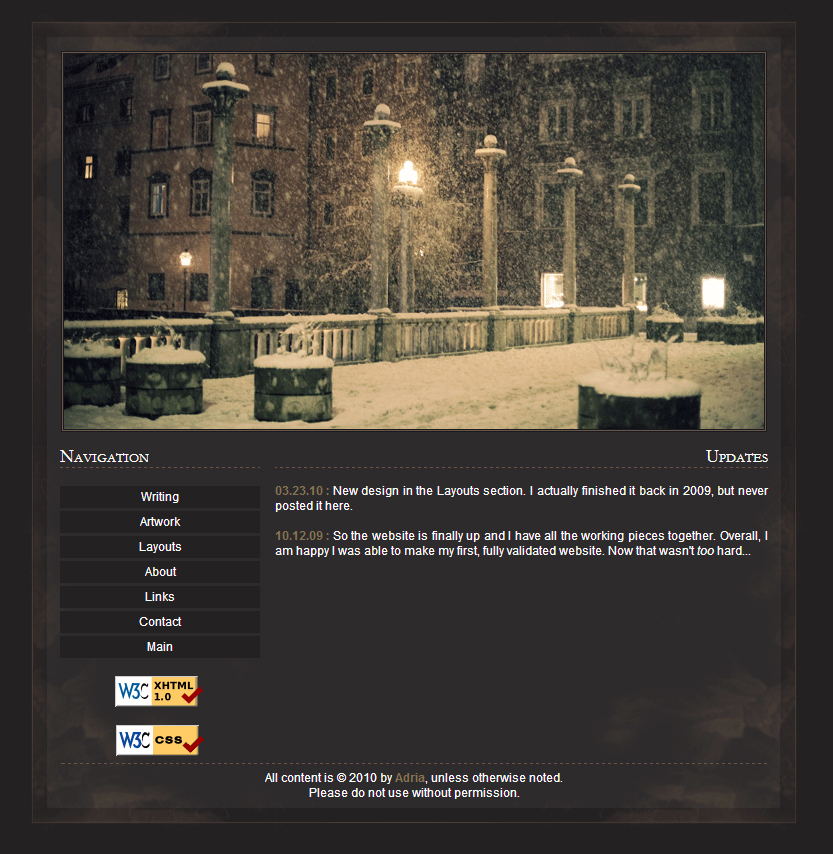 Navigation
Writing
Artwork
Layouts
About
Links
Contact
Main
W3C XHTML 1.0
W3C css
Updates
03.23.10 : New design in the Layouts section. I actually finished it back in 2009, but never
posted it here.
10.12.09 : So the website is finally up and I have all the working pieces together. Overall, I
am happy I was able to make my first, fully validated website. Now that wasn't too hard...
All content is © 2010 by Adria, unless otherwise noted.
Please do not use without permission.